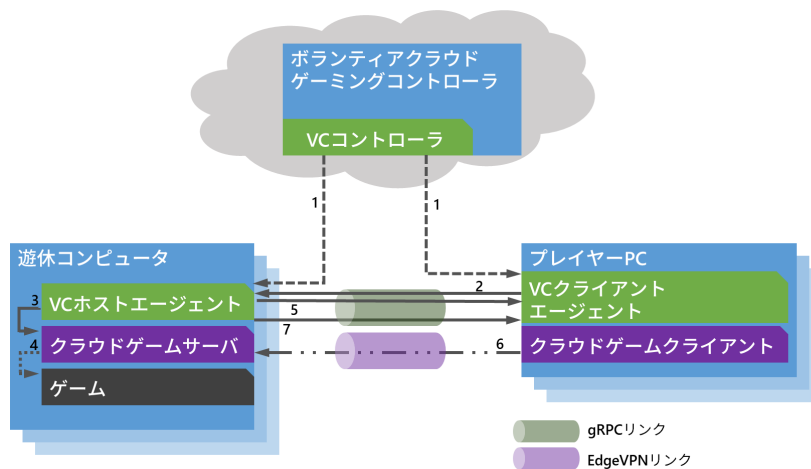 ボランティアクラウド
ゲーミングコントローラ
VCコントローラ
1
1
遊休コンピュータ
プレイヤーPC
VCホストエージェント
3
2
VCクライアント
エージェント
5
7
クラウドゲームサーバ
4
6
クラウドゲームクライアント
ゲーム
gRPCリンク
EdgeVPNリンク